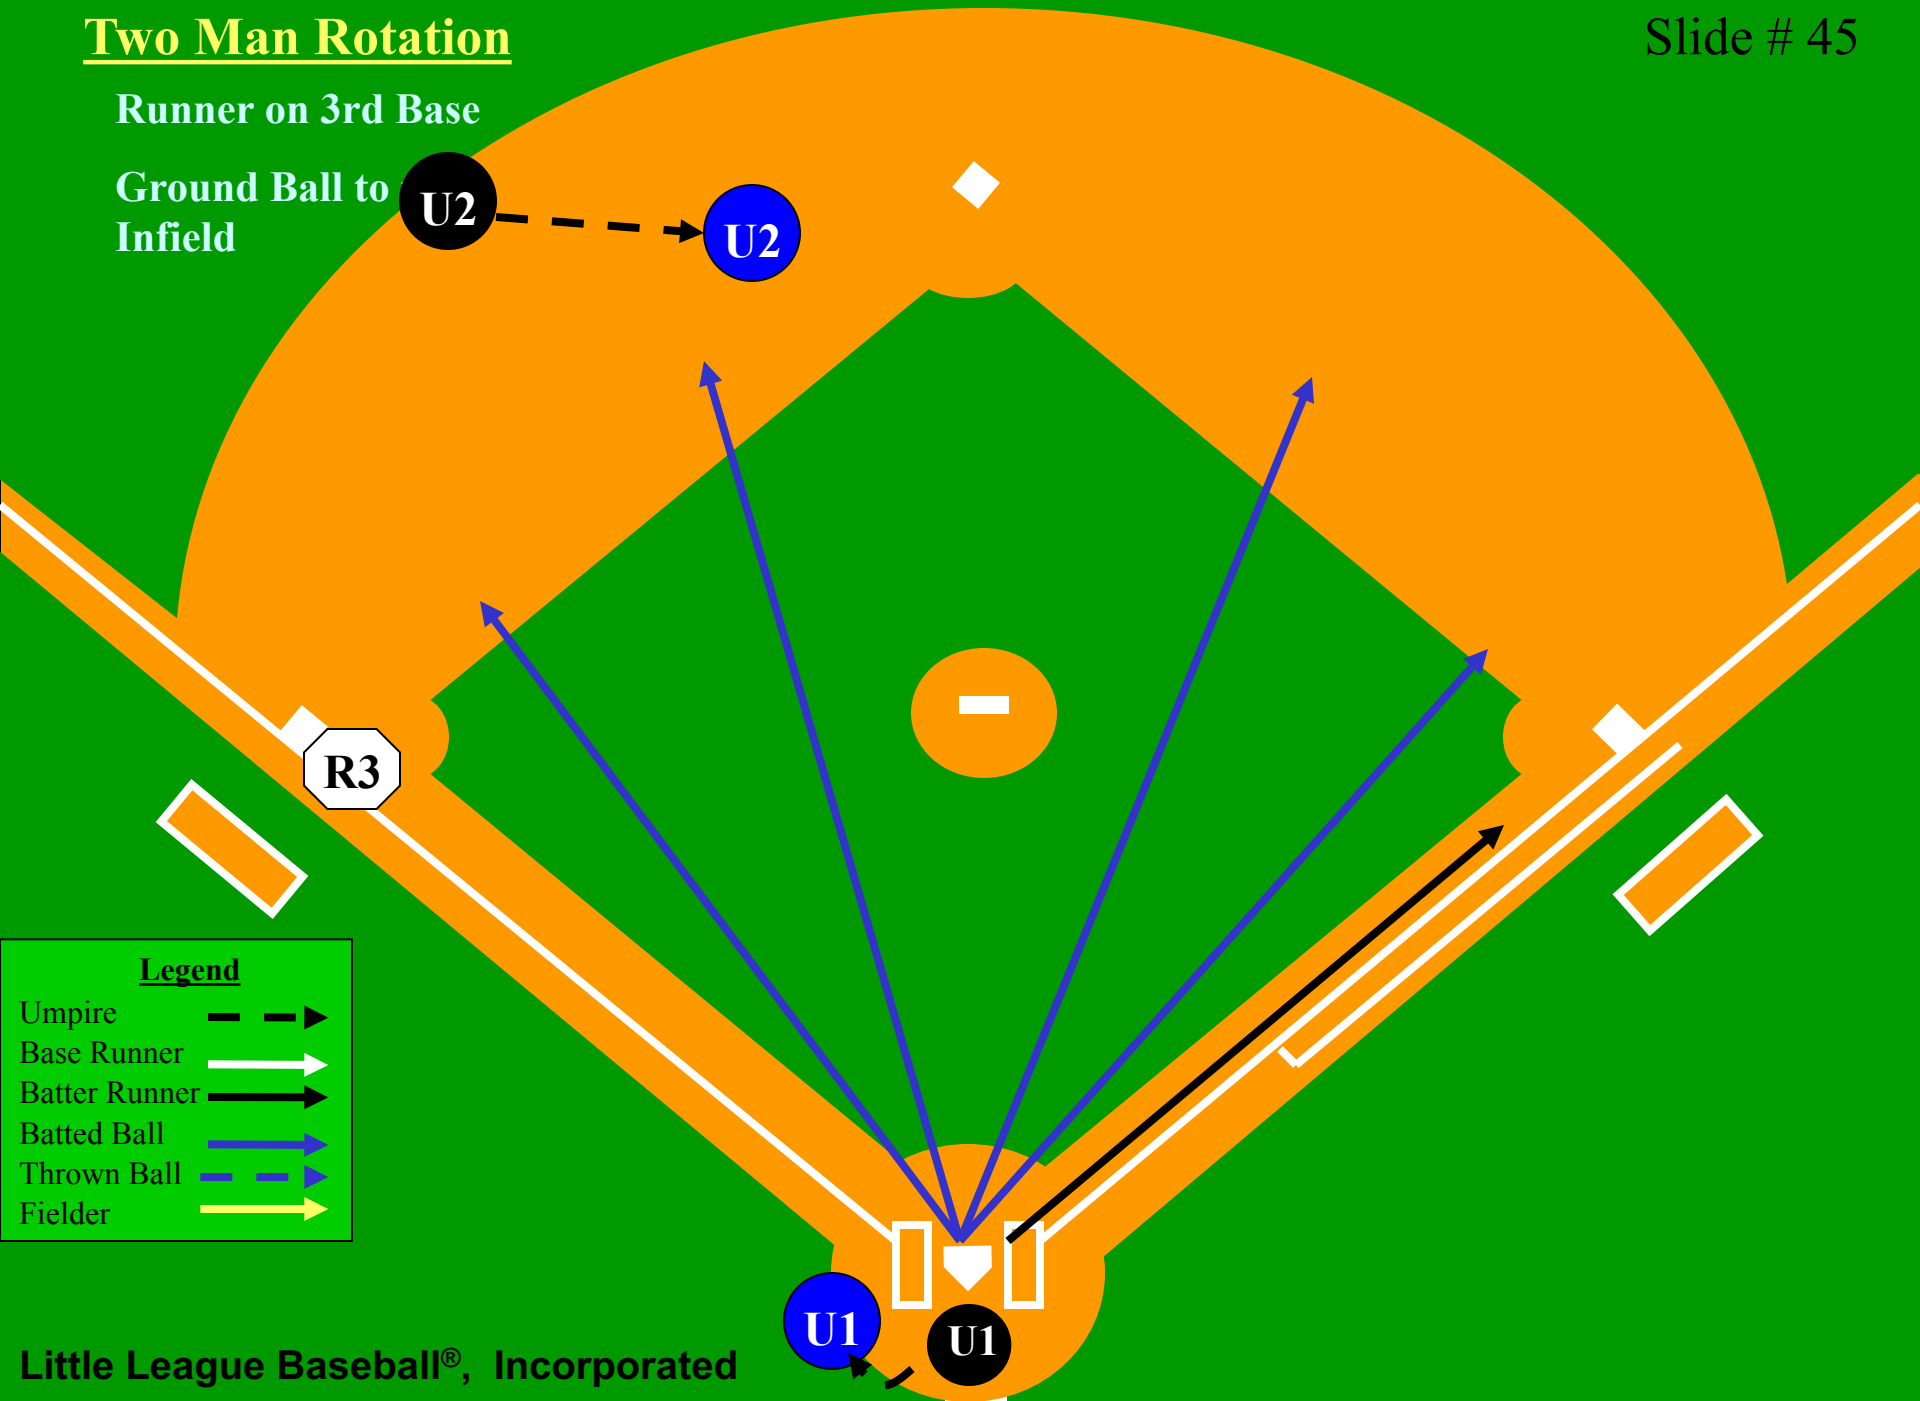 Two Man Rotation
Slide # 45
Runner on 3rd Base
Ground Ball to
Infield
U2
U2
R3
Legend
Umpire
Base Runner
Batter Runner
Batted Ball
Thrown Ball
Fielder
U1
U1
Little League Baseball®, Incorporated